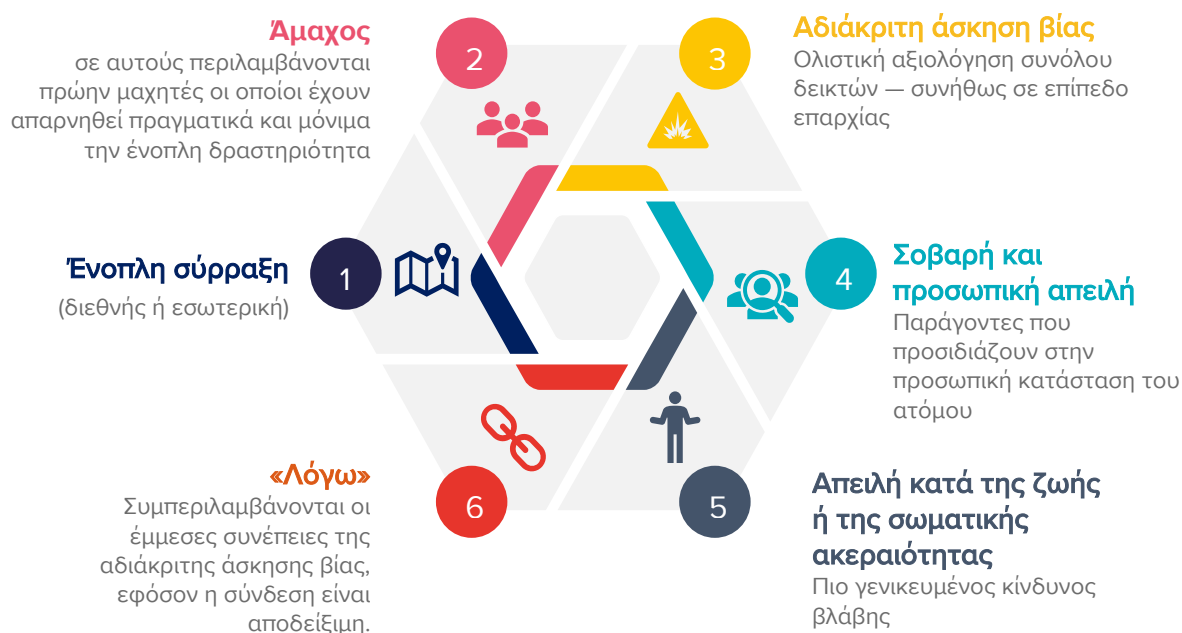 1
Ένοπλη σύρραξη
(διεθνής ή εσωτερική)
2
Άμαχος
σε αυτούς περιλαμβάνονται
πρώην μαχητές οι οποίοι έχουν
απαρνηθεί πραγματικά και μόνιμα
την ένοπλη δραστηριότητα
3
Αδιάκριτη άσκηση βίας
Ολιστική αξιολόγηση συνόλου
δεικτών — συνήθως σε επίπεδο
επαρχίας
4
Σοβαρή και
προσωπική απειλή
Παράγοντες που
προσιδιάζουν στην
προσωπική κατάσταση του
ατόμου
5
Απειλή κατά της ζωής
ή της σωματικής
ακεραιότητας
Πιο γενικευμένος κίνδυνος
βλάβης
6
«Λόγω»
Συμπεριλαμβάνονται οι
έμμεσες συνέπειες της
αδιάκριτης άσκησης βίας,
εφόσον η σύνδεση είναι
αποδείξιμη.